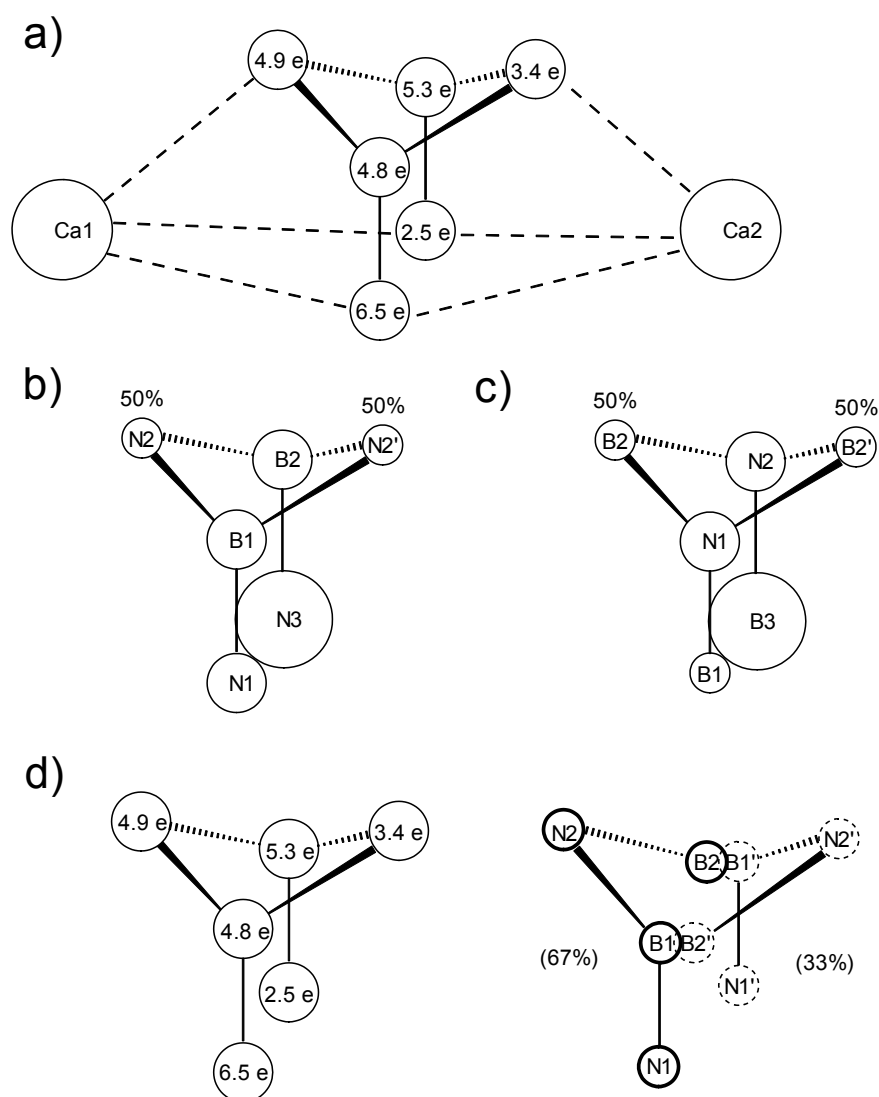 a)
4.9 e
5.3 e
3.4 e
4.8 e
Ca1
2.5 e
Ca2
6.5 e
b)
50%
50%
N2
B2
N2'
B1
N3
N1
c)
50%
50%
B2
N2
B2'
N1
B3
B1
d)
4.9 e
5.3 e
3.4 e
4.8 e
2.5 e
6.5 e
N2
B2
B1'
N2'
B1
B2"
(67%)
(33%)
N1'
N1